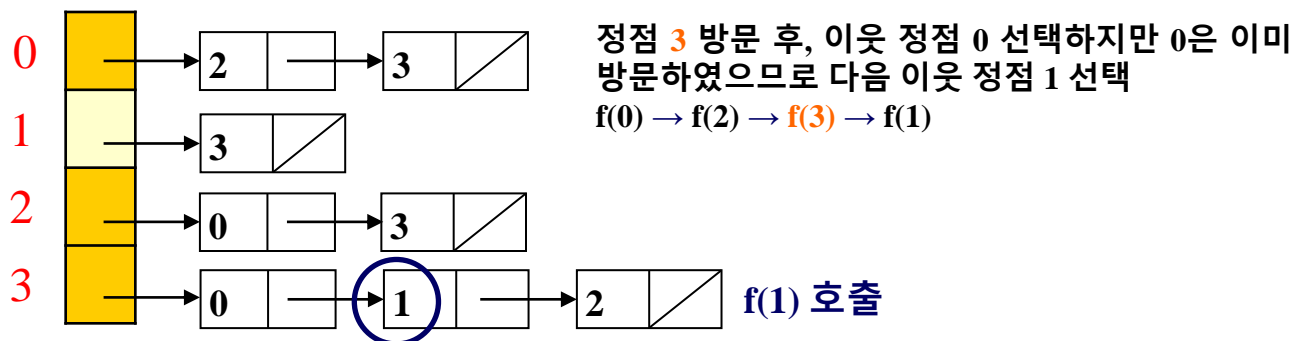 정점 3 방문 후, 이웃 정점 0 선택하지만 0은 이미
방문하였으므로 다음 이웃 정점 1 선택
f(0) → f(2) → f(3) → f(1)
0 2 3
1 3
2 0 3
3 0 1 2 f(1) 호출